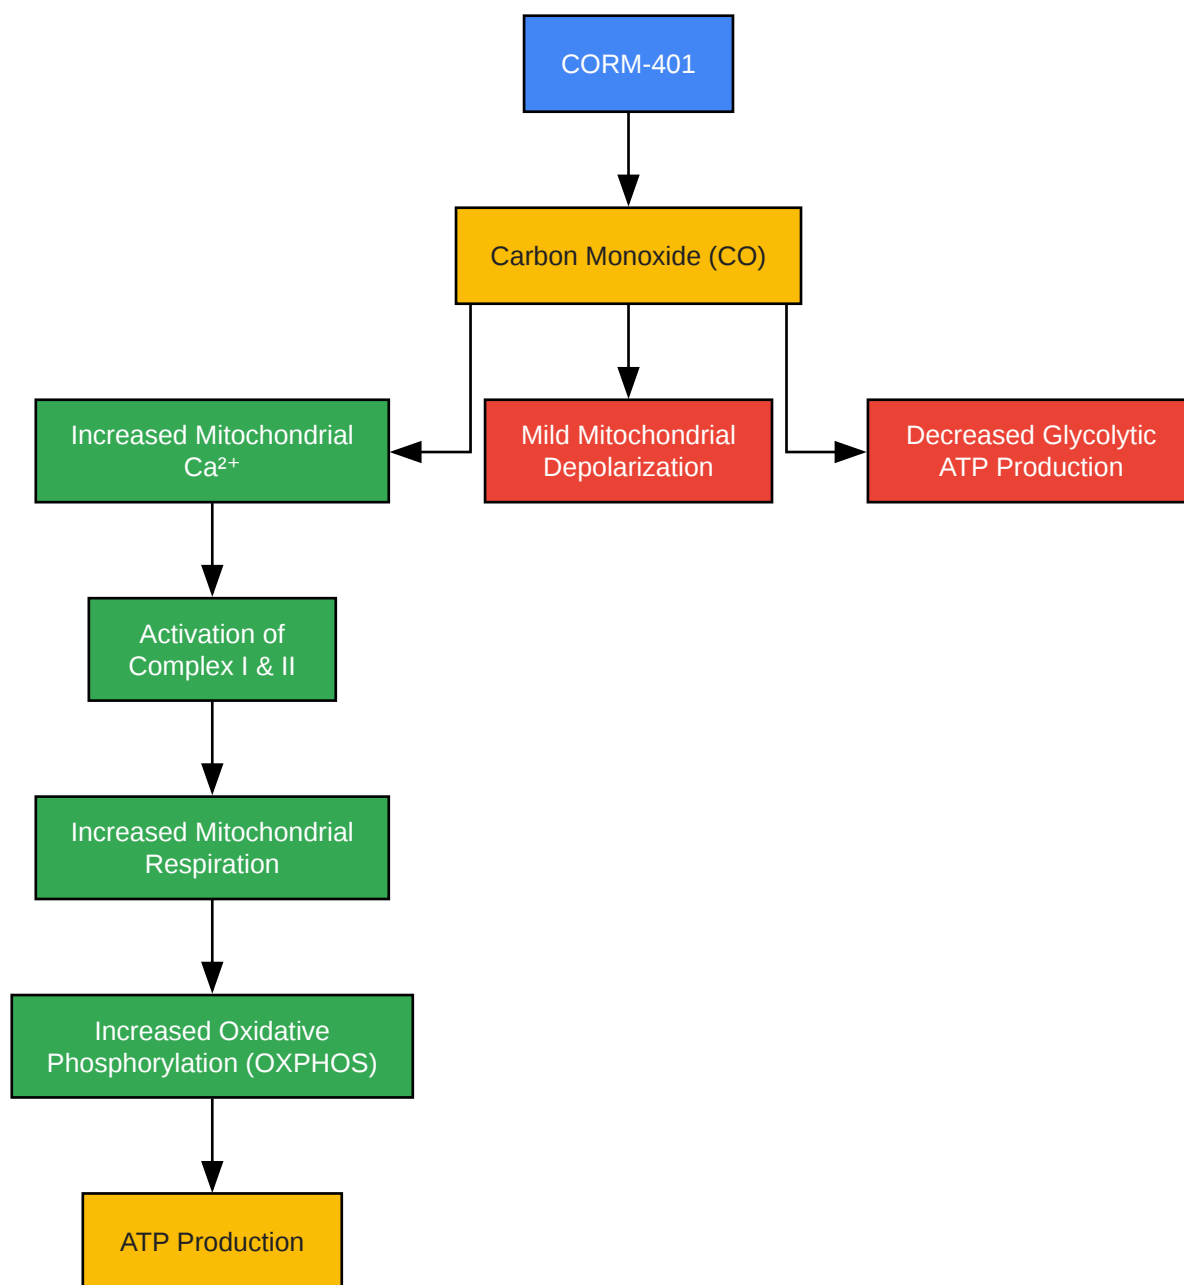 CORM-401
Carbon Monoxide (CO)
Increased Mitochondrial
Ca²⁺
Mild Mitochondrial
Depolarization
Decreased Glycolytic
ATP Production
Activation of
Complex I & II
Increased Mitochondrial
Respiration
Increased Oxidative
Phosphorylation (OXPHOS)
ATP Production